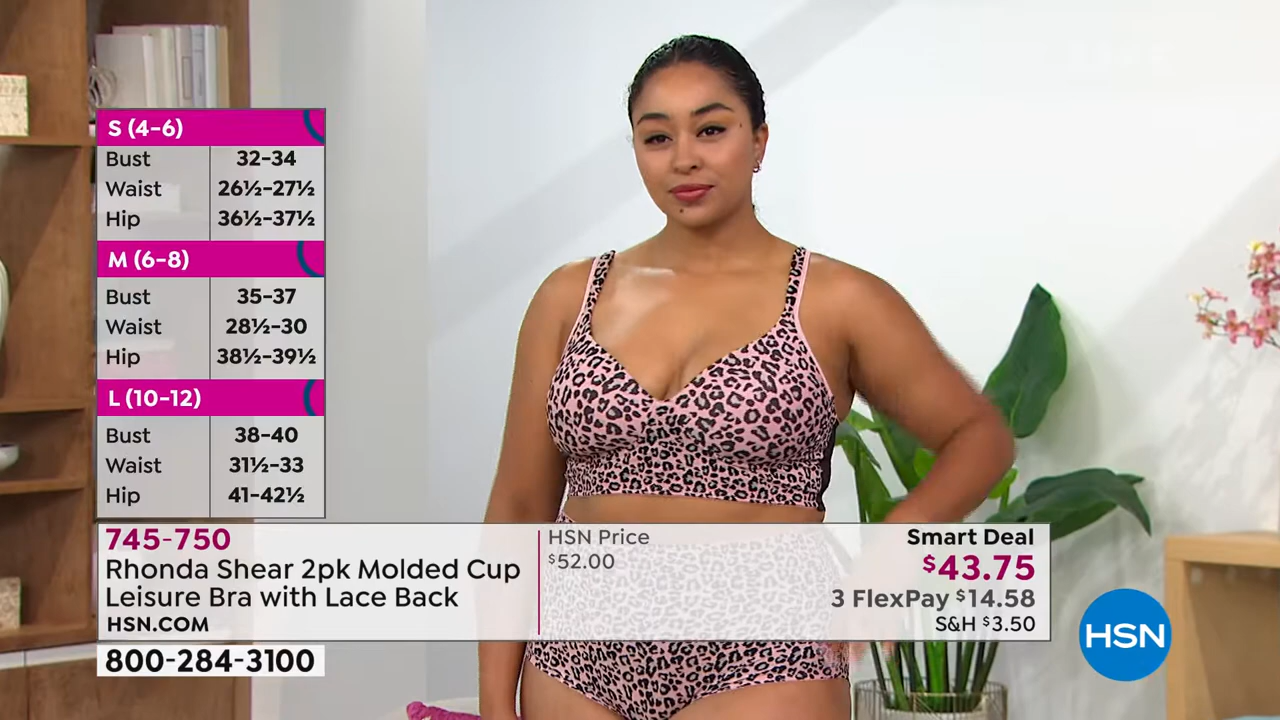 S (4-6)
Bust 32-34
Waist 26½-27½
Hip 36½-37½
M (6-8)
Bust 35-37
Waist 28½-30
Hip 38½-39½
L (10-12)
Bust 38-40
Waist 31½-33
Hip 41-42½
745-750
Rhonda Shear 2pk Molded Cup
Leisure Bra with Lace Back
HSN.COM
HSN Price
$52.00
Smart Deal
$43.75
3 FlexPay $14.58
S&H $3.50
800-284-3100
HSN